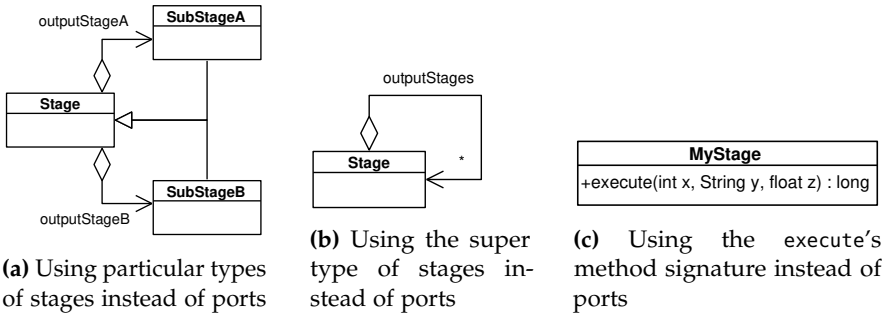 outputStageA
SubStageA
Stage
SubStageB
outputStageB
(a) Using particular types
of stages instead of ports
outputStages
Stage
*
(b) Using the super
type of stages in-
stead of ports
MyStage
+execute(int x, String y, float z) : long
(c) Using the execute's
method signature instead of
ports